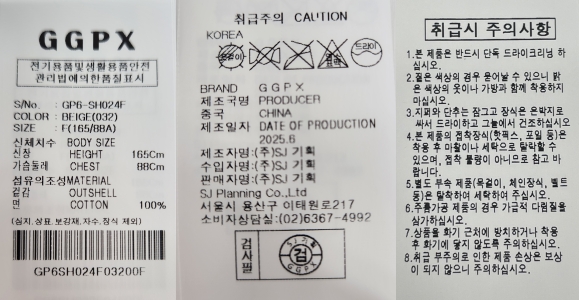 GGPX
전기용품및생활용품안전
관리법에의한품질표시
S/No. : GP6-SH024F
COLOR : BEIGE(032)
SIZE : F(165/88A)
신체치수 BODY SIZE
신장 HEIGHT 165Cm
가슴둘레 CHEST 88Cm
섬유의조성MATERIAL
겉감 OUTSHELL
면 COTTON 100%
(심지,상표,보강재,자수,장식 제외)
GP6SH024F03200F
취급주의 CAUTION
KOREA
드라이
BRAND GGPX
제조국명 PRODUCER
중국 CHINA
제조일자 DATE OF PRODUCTION
2025.6
제조자명:(주)SJ 기획
수입자명:(주)SJ 기획
판매자명:(주)SJ 기획
SJ Planning Co.,Ltd
서울시 용산구 이태원로217
소비자상담실:(02)6367-4992
검사필
SJ기획
검
GGPX
취급시 주의사항
1.본 제품은 반드시 단독 드라이크리닝 하
십시오.
2.짙은 색상의 경우 묻어날 수 있으니 밝
은 색상의 옷이나 가방과 함께 착용하지
마십시오.
3.지퍼와 단추는 잠그고 장식은 은박지로
싸서 드라이하고 그늘에서 건조하십시오
4.본 제품의 접착장식(핫픽스, 포일 등)은
착용 후 마찰이나 세탁으로 탈락할 수
있으며, 접착 불량이 아니므로 참고 바
랍니다.
5.별도 부속 제품(목걸이, 체인장식, 벨트
등)은 탈착하여 세탁하여 주십시오.
6.주름가공 제품의 경우 가급적 다림질을
삼가하십시오.
7.상품을 화기 근처에 방치하거나 착용
후 화기에 닿지 않도록 주의하십시오.
8.취급 부주의로 인한 제품 손상은 보상
이 되지 않으니 주의하십시오.